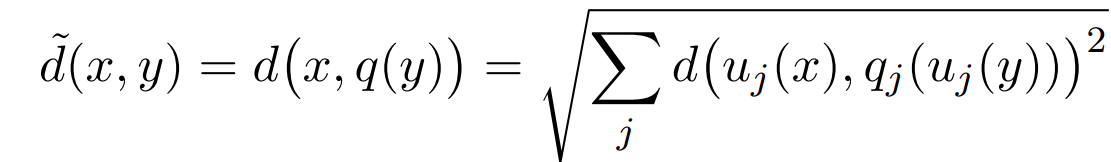 d̃(x, y) = d(x, q(y)) = √∑_j d(u_j(x), q_j(u_j(y)))²